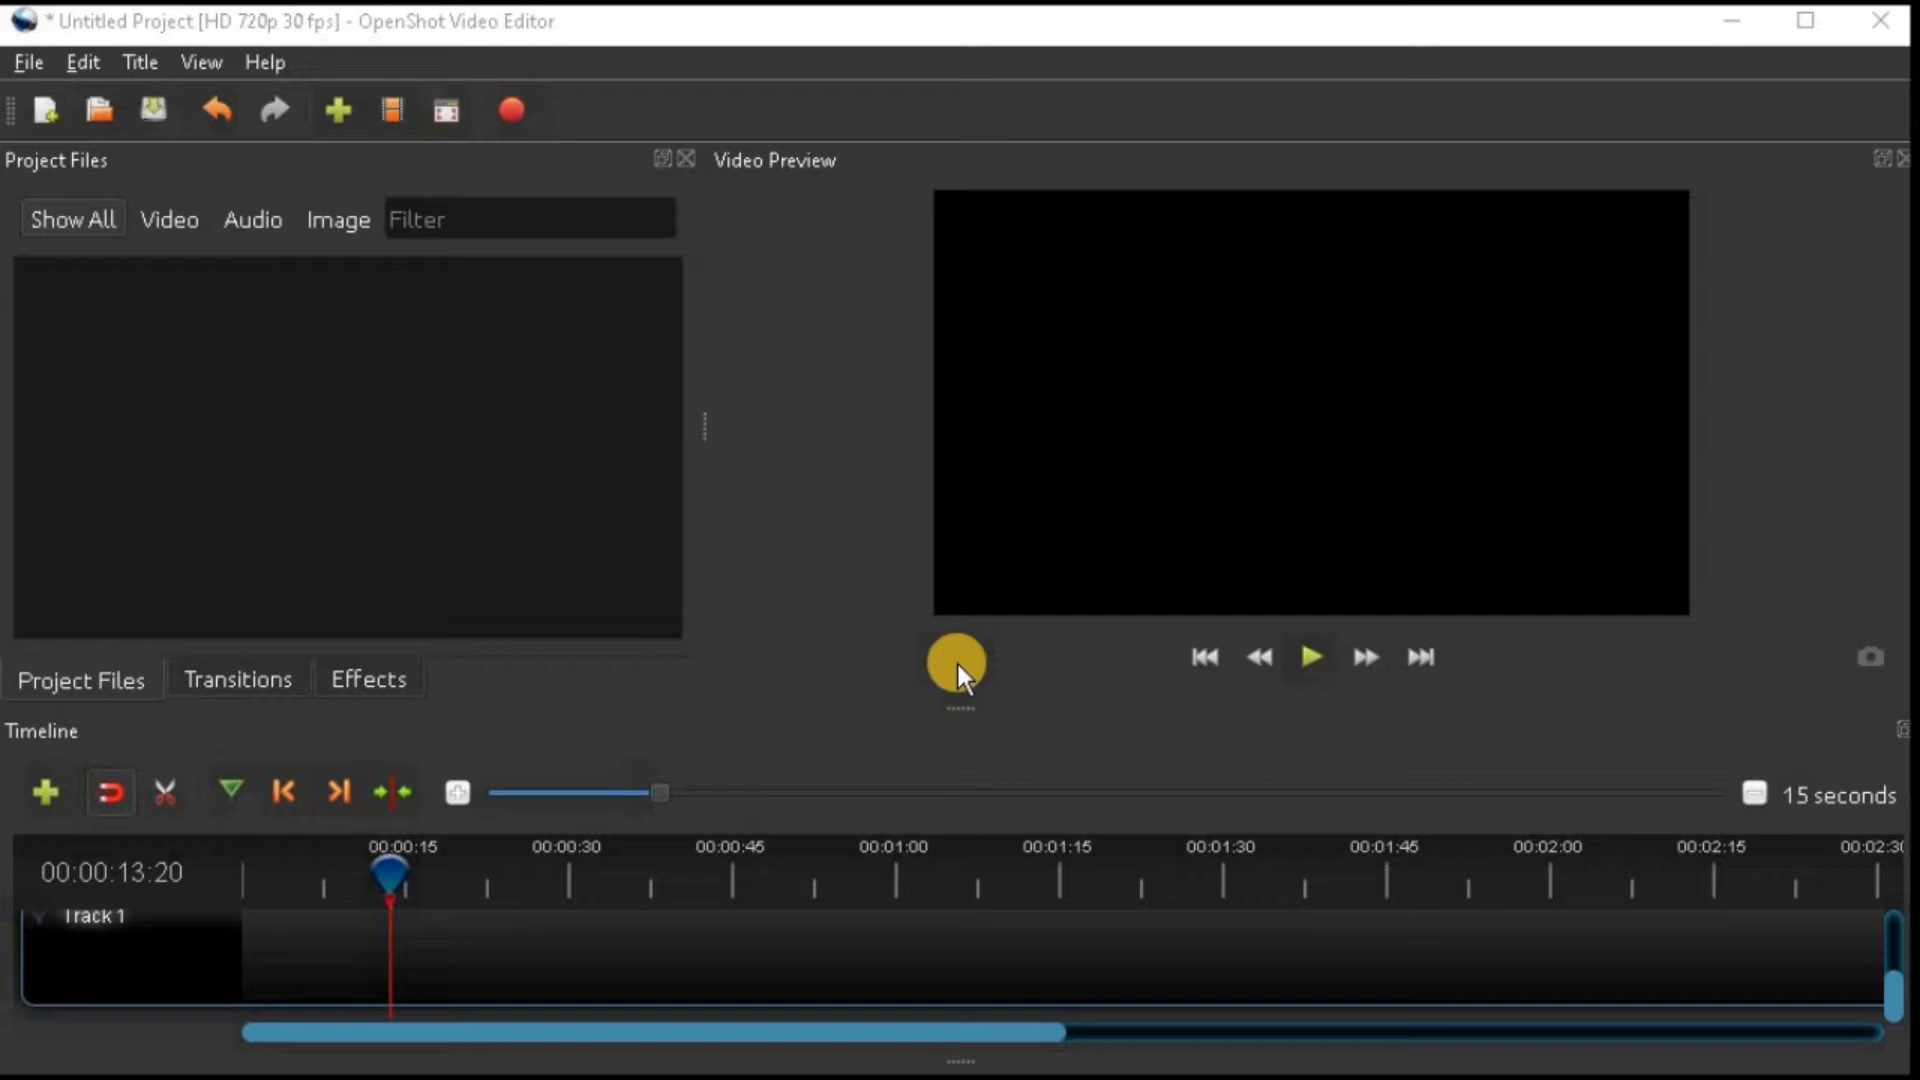 * Untitled Project [HD 720p 30 fps] - OpenShot Video Editor
File Edit Title View Help
Project Files
Video Preview
Show All Video Audio Image Filter
Project Files Transitions Effects
Timeline
15 seconds
00:00:15 00:00:30 00:00:45 00:01:00 00:01:15 00:01:30 00:01:45 00:02:00 00:02:15 00:02:30
00:00:13:20
Track 1